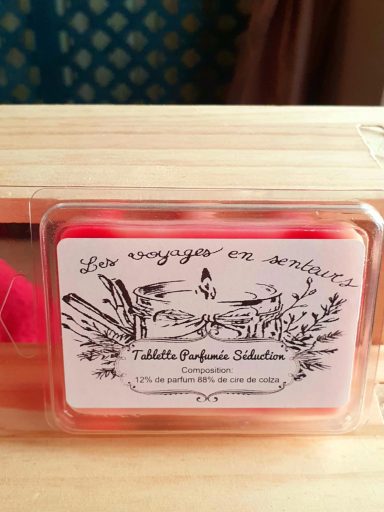 Les voyages en senteurs
Tablette Parfumée Séduction
Composition:
12% de parfum 88% de cire de colza